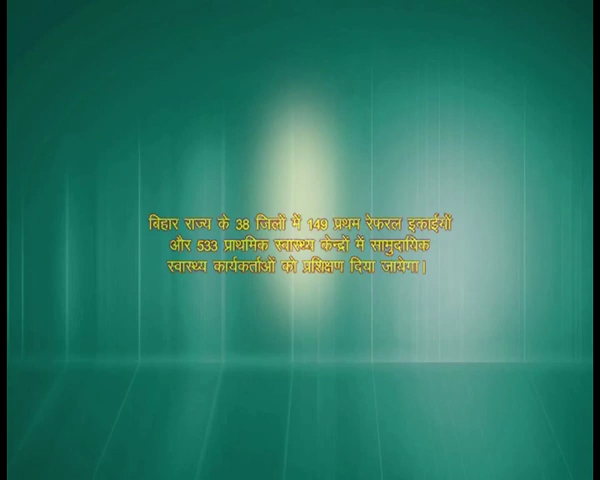 बिहार राज्य के 38 जिलों में 149 प्रथम रेफरल इकाईयों
और 533 प्राथमिक स्वास्थ्य केन्द्रों में सामुदायिक
स्वास्थ्य कार्यकर्ताओं को प्रशिक्षण दिया जायेगा।